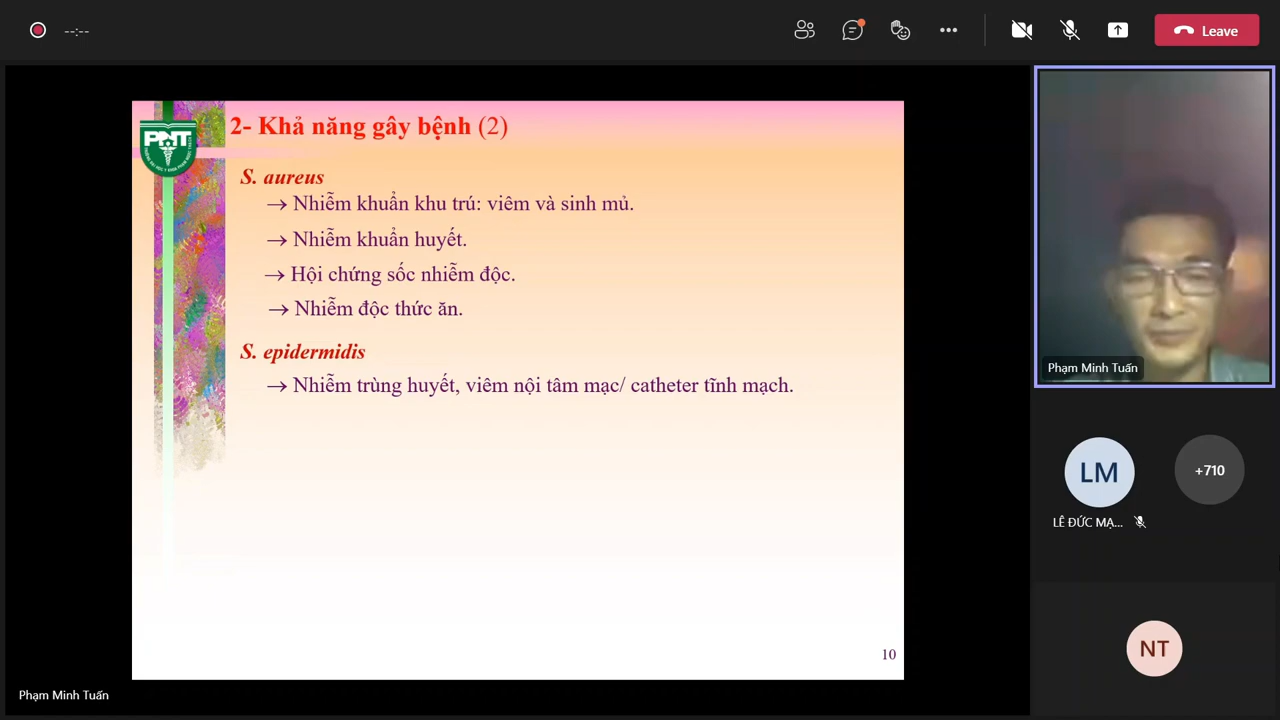 --:--
Leave
2- Khả năng gây bệnh (2)
PNT
S. aureus
→ Nhiễm khuẩn khu trú: viêm và sinh mủ.
→ Nhiễm khuẩn huyết.
→ Hội chứng sốc nhiễm độc.
→ Nhiễm độc thức ăn.
S. epidermidis
→ Nhiễm trùng huyết, viêm nội tâm mạc/ catheter tĩnh mạch.
10
Phạm Minh Tuấn
Phạm Minh Tuấn
LM
+710
LÊ ĐỨC MẠ...
NT